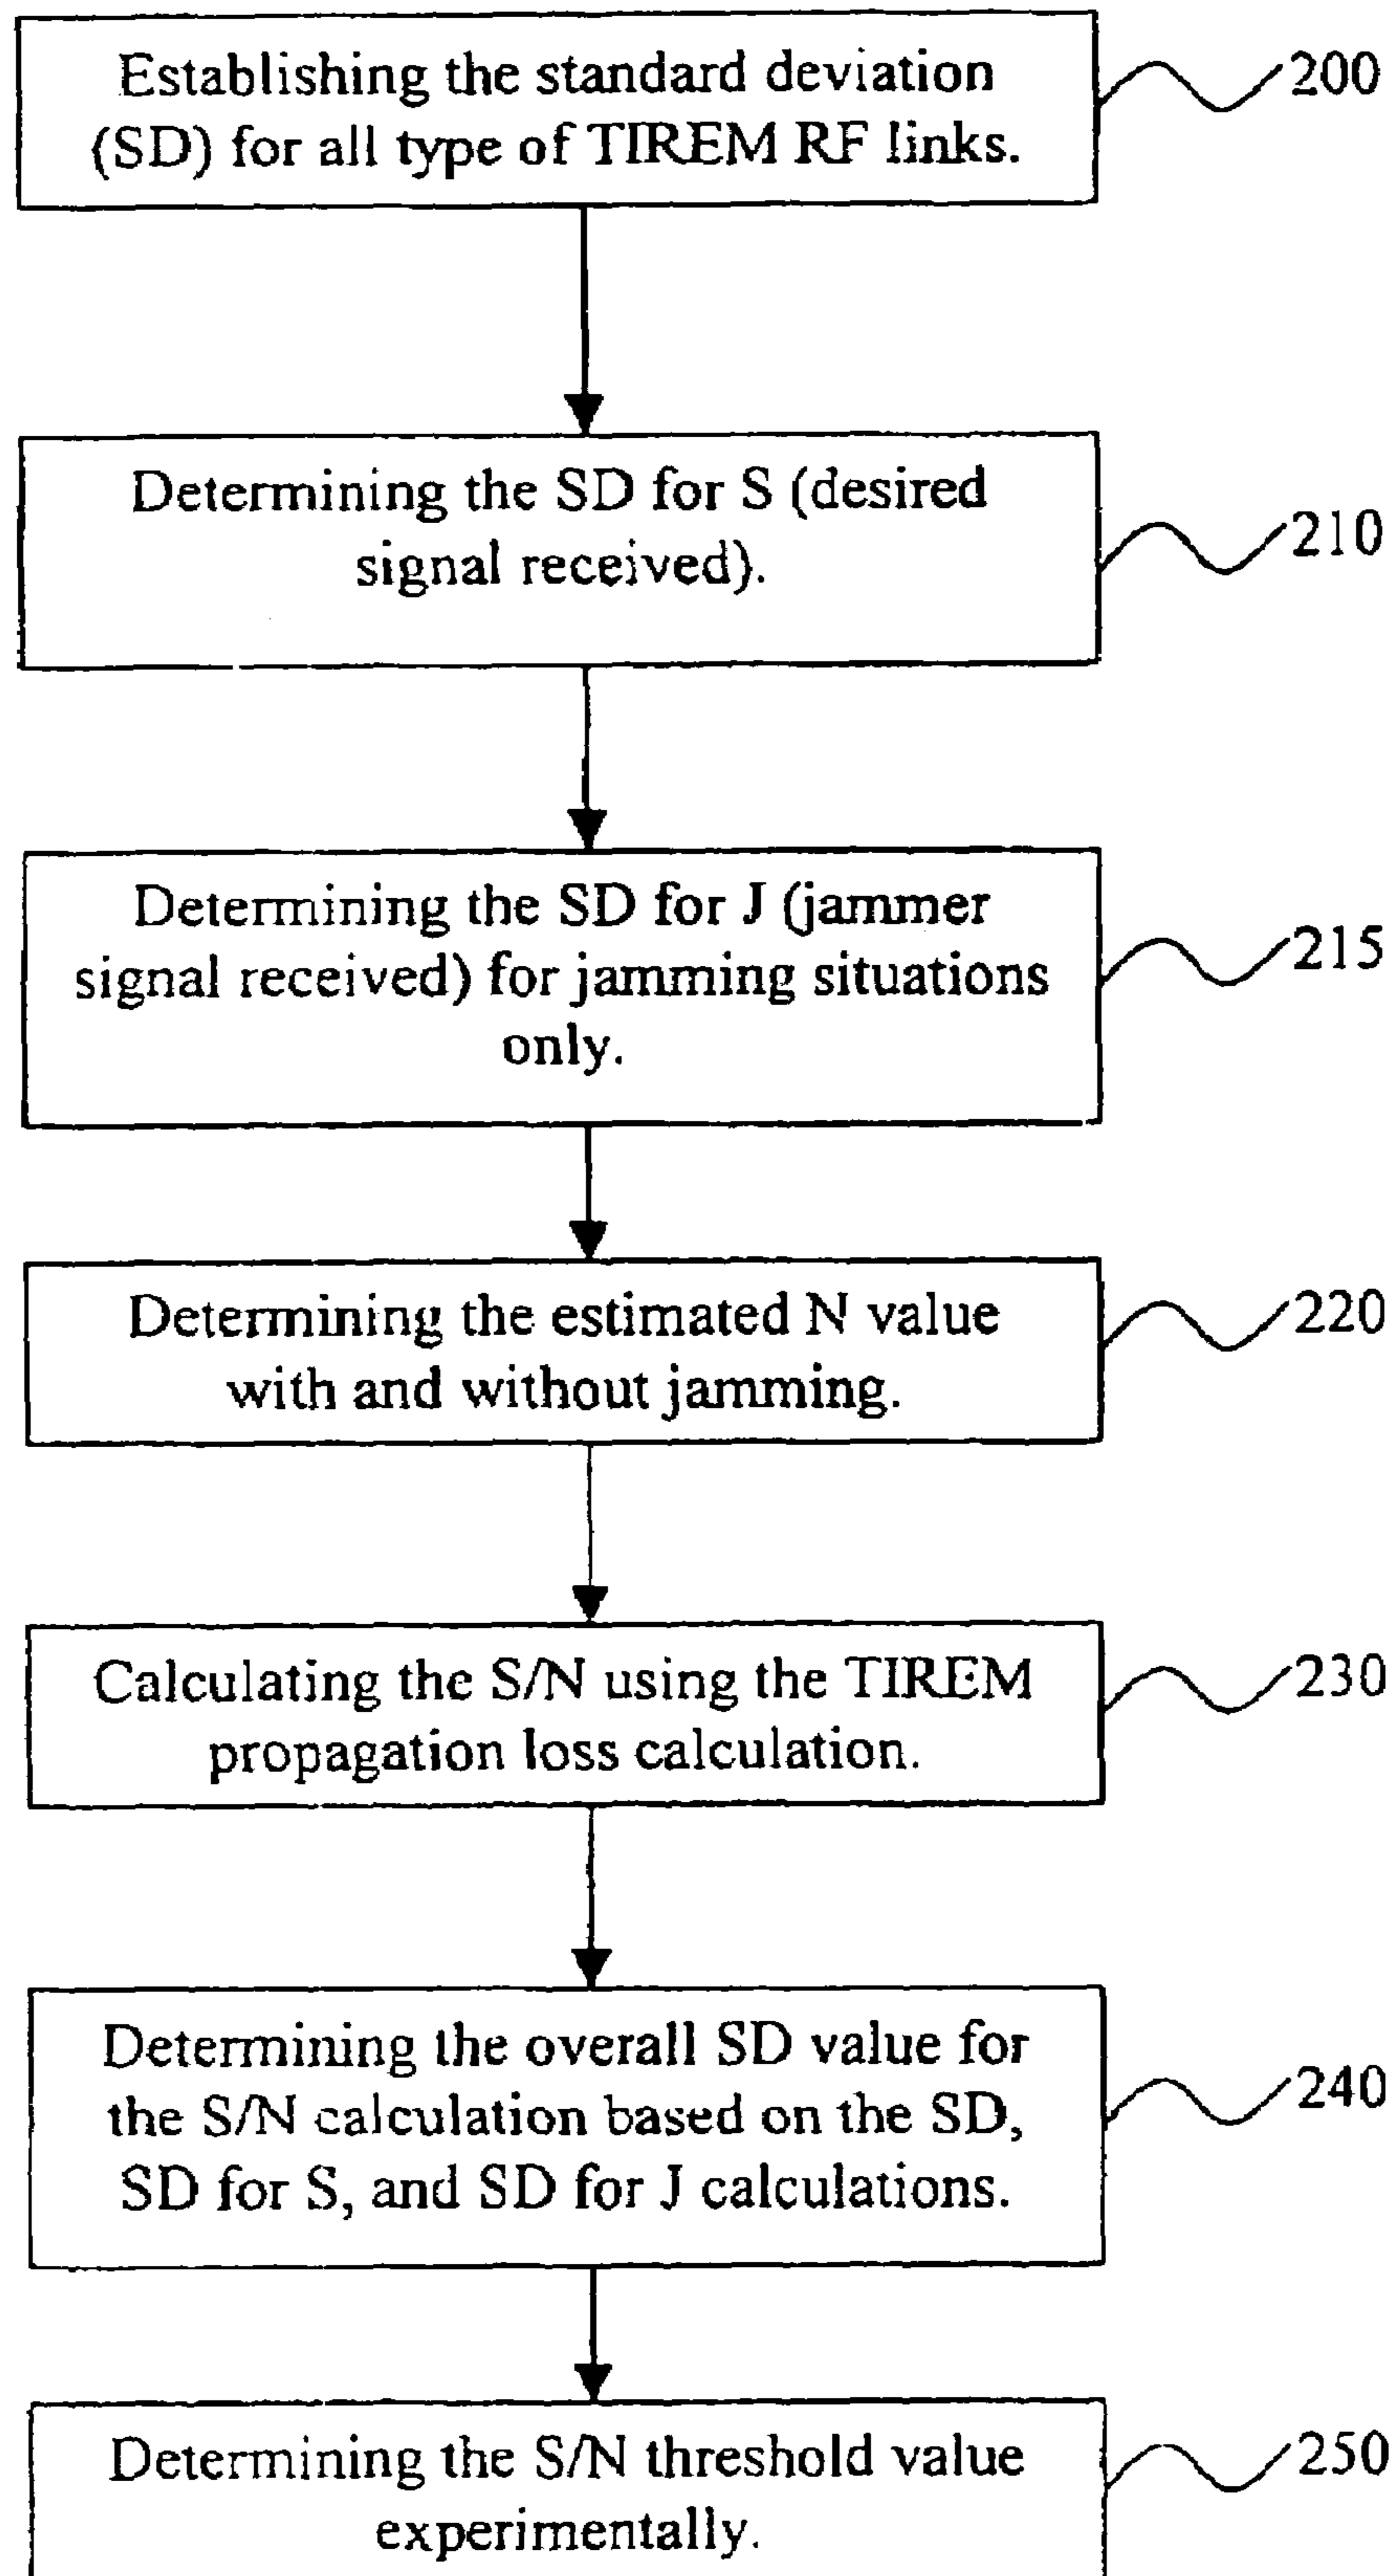 Establishing the standard deviation
(SD) for all type of TIREM RF links.
200
Determining the SD for S (desired
signal received).
210
Determining the SD for J (jammer
signal received) for jamming situations
only.
215
Determining the estimated N value
with and without jamming.
220
Calculating the S/N using the TIREM
propagation loss calculation.
230
Determining the overall SD value for
the S/N calculation based on the SD,
SD for S, and SD for J calculations.
240
Determining the S/N threshold value
experimentally.
250